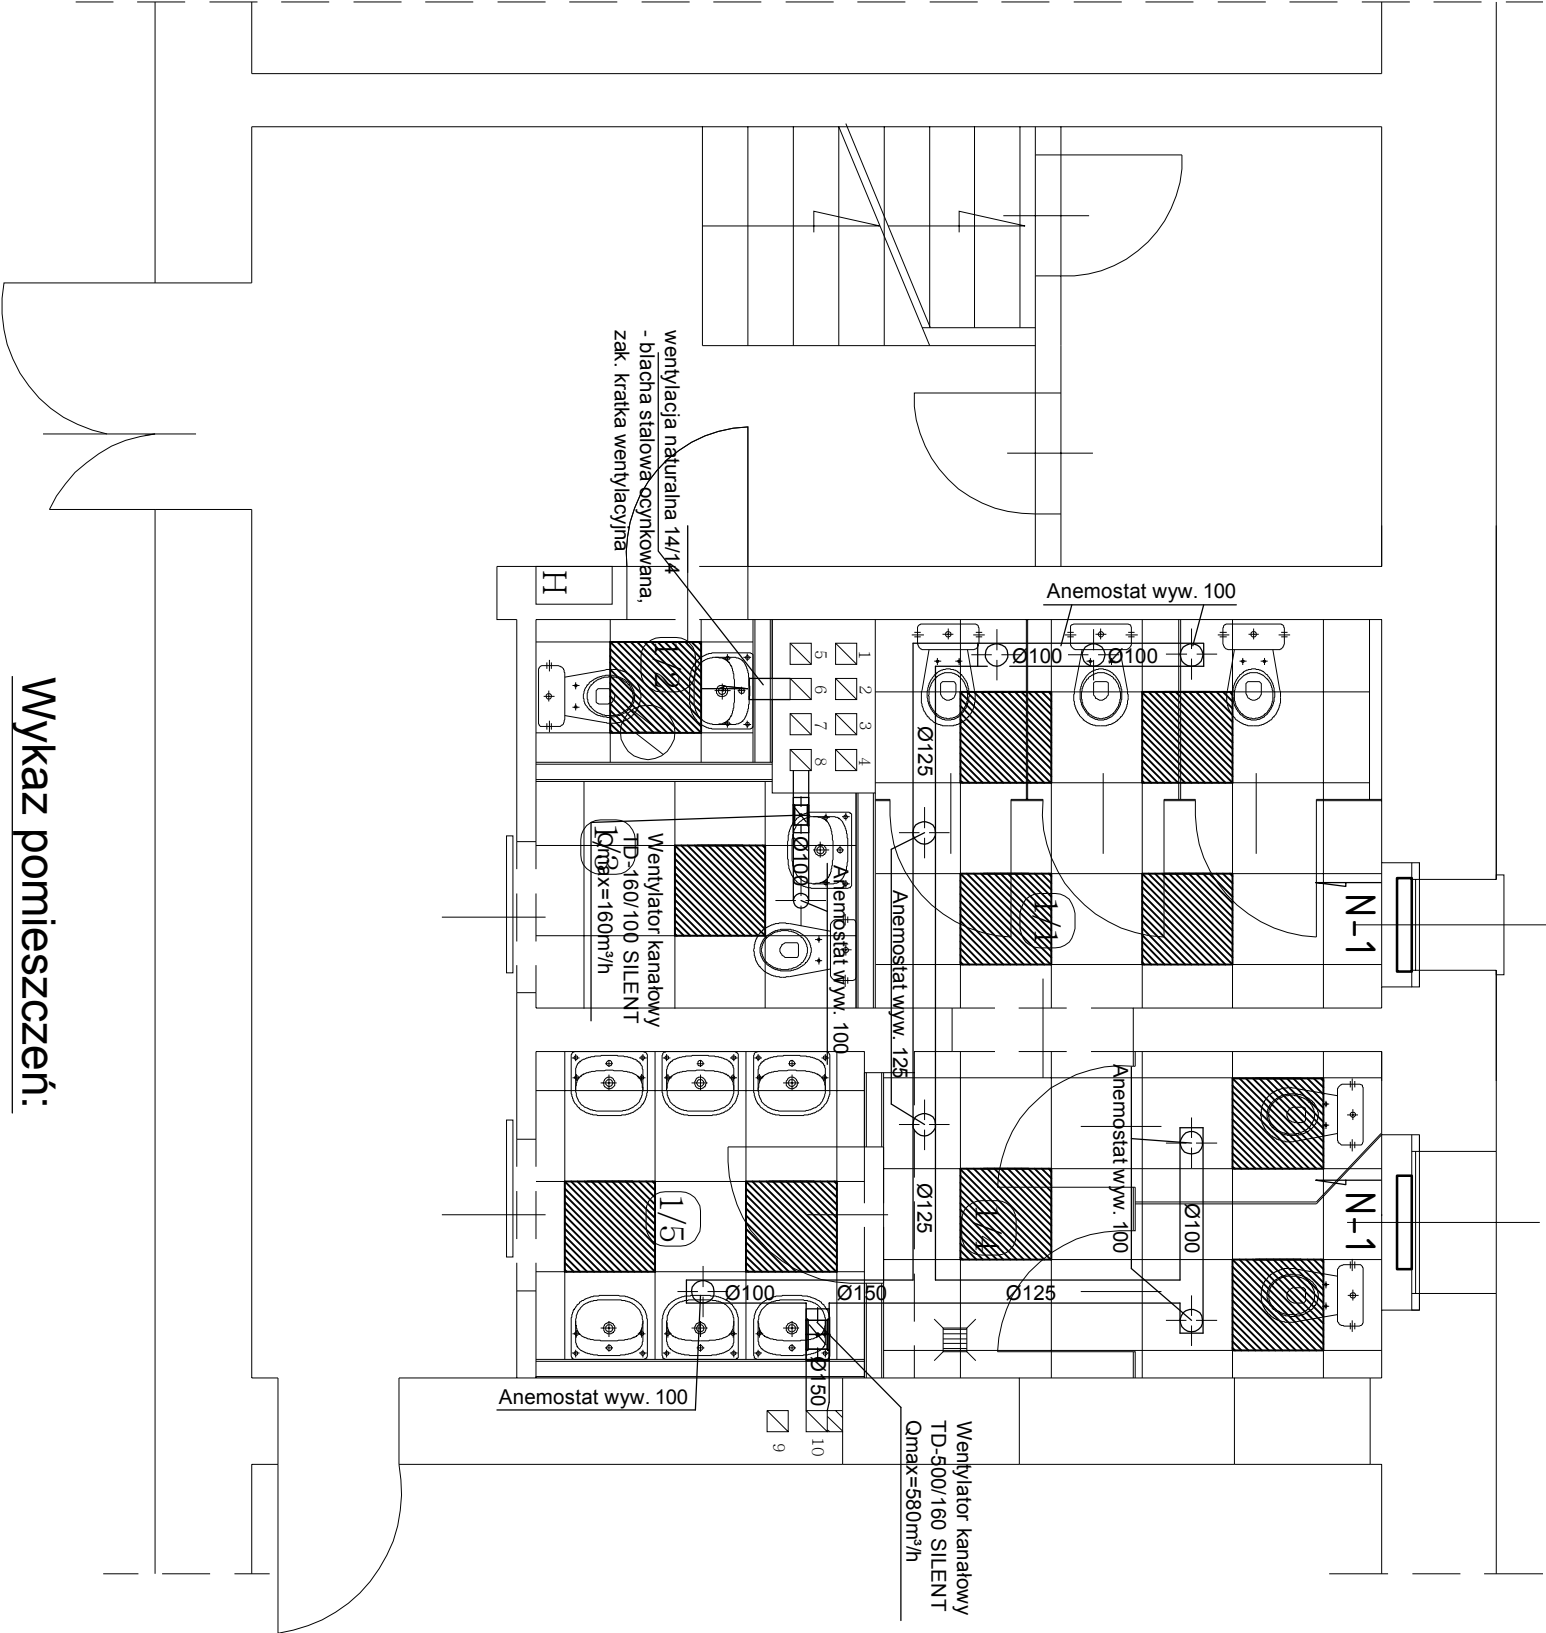 Anemostat wyw. 100
Ø100
Ø100
wentylacja naturalna 14/14
- blacha stalowa ocynkowana,
zak. kratka wentylacyjna
H
1/2
1
2
3
4
5
6
7
8
Ø125
Anemostat wyw. 125
1/1
N-1
1/3
Wentylator kanałowy
TD-160/100 SILENT
Qmax=160m³/h
Ø100
Anemostat wyw. 100
Anemostat wyw. 100
Ø100
N-1
1/4
Ø125
1/5
Ø100
Ø150
Ø125
Ø150
Anemostat wyw. 100
9
10
Wentylator kanałowy
TD-500/160 SILENT
Qmax=580m³/h
Wykaz pomieszczeń: